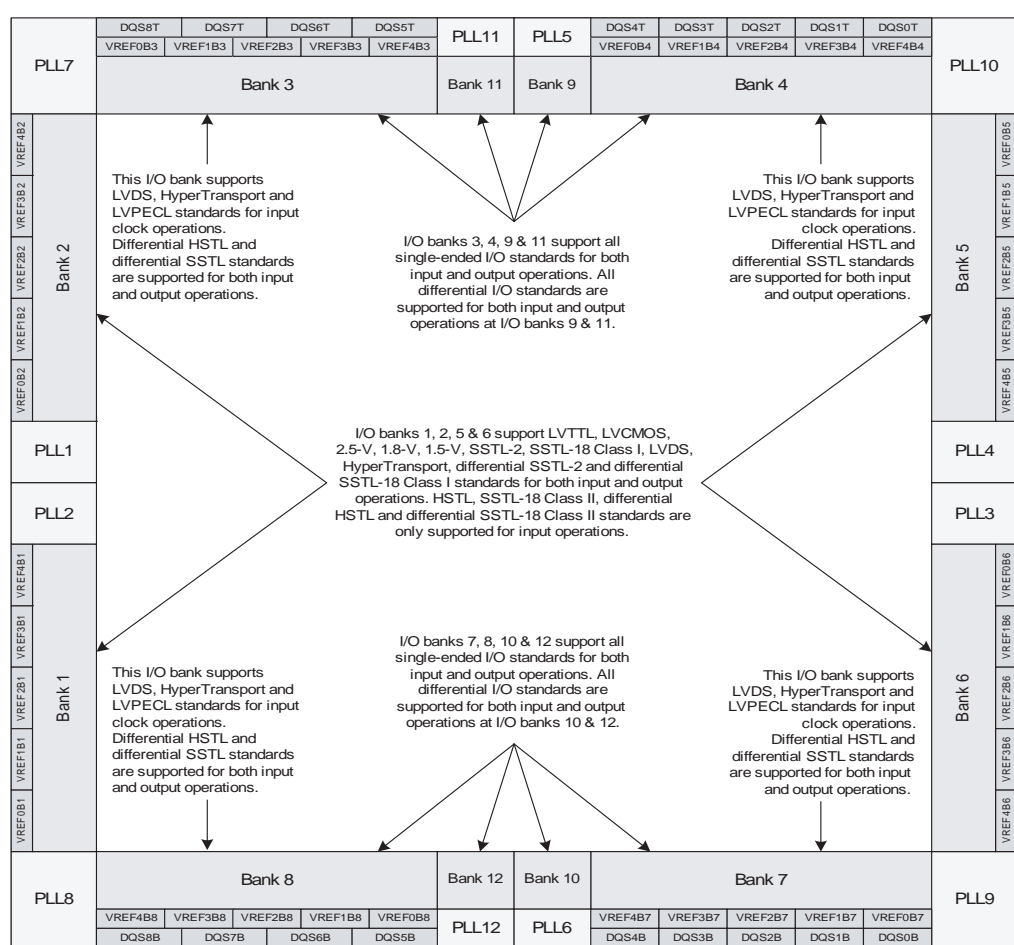 DQS8T DQS7T DQS6T DQS5T PLL11 PLL5 DQS4T DQS3T DQS2T DQS1T DQS0T
VREF0B3 VREF1B3 VREF2B3 VREF3B3 VREF4B3 VREF0B4 VREF1B4 VREF2B4 VREF3B4 VREF4B4
PLL7 Bank 3 Bank 11 Bank 9 Bank 4 PLL10
VREF4B2
VREF3B2
VREF2B2
VREF1B2
VREF0B2
Bank 2
This I/O bank supports
LVDS, HyperTransport and
LVPECL standards for input
clock operations.
Differential HSTL and
differential SSTL standards
are supported for both input
and output operations.
I/O banks 3, 4, 9 & 11 support all
single-ended I/O standards for both
input and output operations. All
differential I/O standards are
supported for both input and output
operations at I/O banks 9 & 11.
This I/O bank supports
LVDS, HyperTransport and
LVPECL standards for input
clock operations.
Differential HSTL and
differential SSTL standards
are supported for both input
and output operations.
Bank 5
VREF0B5
VREF1B5
VREF2B5
VREF3B5
VREF4B5
PLL1
PLL2
I/O banks 1, 2, 5 & 6 support LVTTL, LVCMOS,
2.5-V, 1.8-V, 1.5-V, SSTL-2, SSTL-18 Class I, LVDS,
HyperTransport, differential SSTL-2 and differential
SSTL-18 Class I standards for both input and output
operations. HSTL, SSTL-18 Class II, differential
HSTL and differential SSTL-18 Class II standards are
only supported for input operations.
PLL4
PLL3
VREF4B1
VREF3B1
VREF2B1
VREF1B1
VREF0B1
Bank 1
This I/O bank supports
LVDS, HyperTransport and
LVPECL standards for input
clock operations.
Differential HSTL and
differential SSTL standards
are supported for both input
and output operations.
I/O banks 7, 8, 10 & 12 support all
single-ended I/O standards for both
input and output operations. All
differential I/O standards are
supported for both input and output
operations at I/O banks 10 & 12.
This I/O bank supports
LVDS, HyperTransport and
LVPECL standards for input
clock operations.
Differential HSTL and
differential SSTL standards
are supported for both input
and output operations.
Bank 6
VREF0B6
VREF1B6
VREF2B6
VREF3B6
VREF4B6
PLL8 Bank 8 Bank 12 Bank 10 Bank 7 PLL9
VREF4B8 VREF3B8 VREF2B8 VREF1B8 VREF0B8 PLL12 PLL6 VREF4B7 VREF3B7 VREF2B7 VREF1B7 VREF0B7
DQS8B DQS7B DQS6B DQS5B DQS4B DQS3B DQS2B DQS1B DQS0B